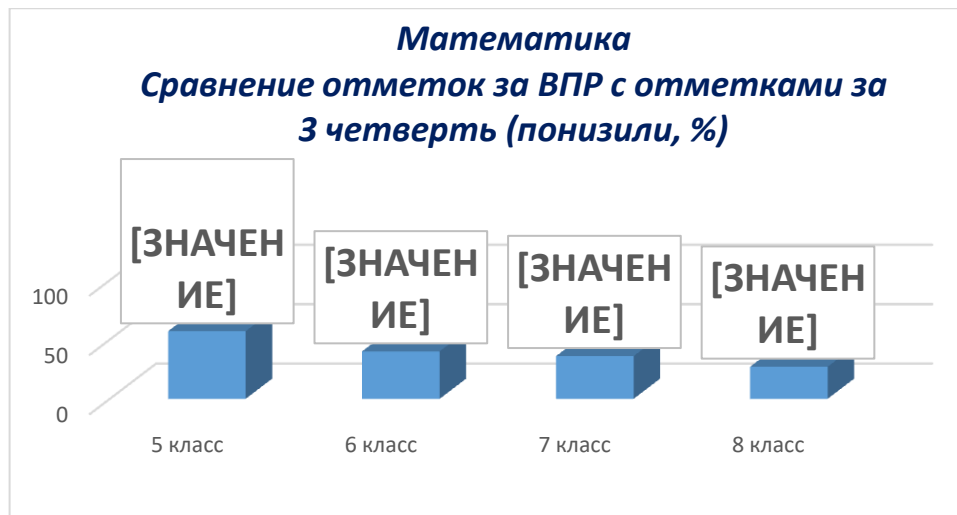 Математика
Сравнение отметок за ВПР с отметками за
3 четверть (понизили, %)
[ЗНАЧЕН
ИЕ]
[ЗНАЧЕН
ИЕ]
[ЗНАЧЕН
ИЕ]
[ЗНАЧЕН
ИЕ]
100
50
0
5 класс
6 класс
7 класс
8 класс